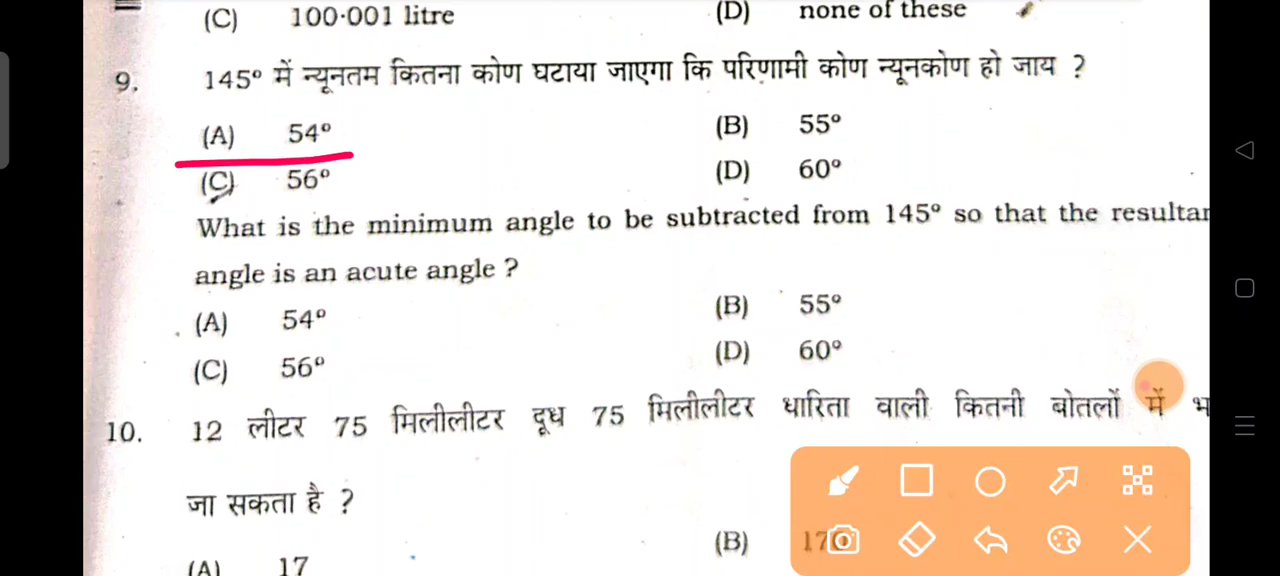 (C) 100·001 litre (D) none of these
9. 145° में न्यूनतम कितना कोण घटाया जाएगा कि परिणामी कोण न्यूनकोण हो जाय ?
(A) 54° (B) 55°
(C) 56° (D) 60°
What is the minimum angle to be subtracted from 145° so that the resultar
angle is an acute angle ?
(A) 54° (B) 55°
(C) 56° (D) 60°
10. 12 लीटर 75 मिलीलीटर दूध 75 मिलीलीटर धारिता वाली कितनी बोतलों में भ
जा सकता है ?
(A) 17 (B) 170